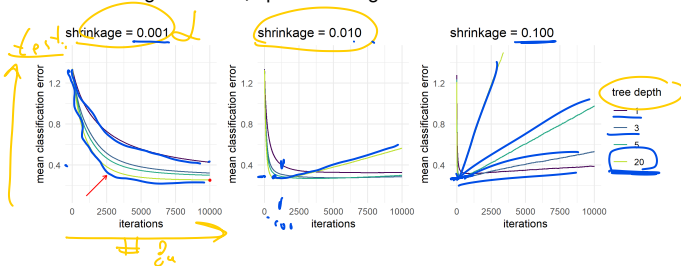 shrinkage = 0.001
shrinkage = 0.010
shrinkage = 0.100
test
mean classification error
1.2
0.8
0.4
0
2500
5000
7500
10000
iterations
mean classification error
1.2
0.8
0.4
0
2500
5000
7500
10000
iterations
mean classification error
1.2
0.8
0.4
0
2500
5000
7500
10000
iterations
tree depth
1
3
5
20